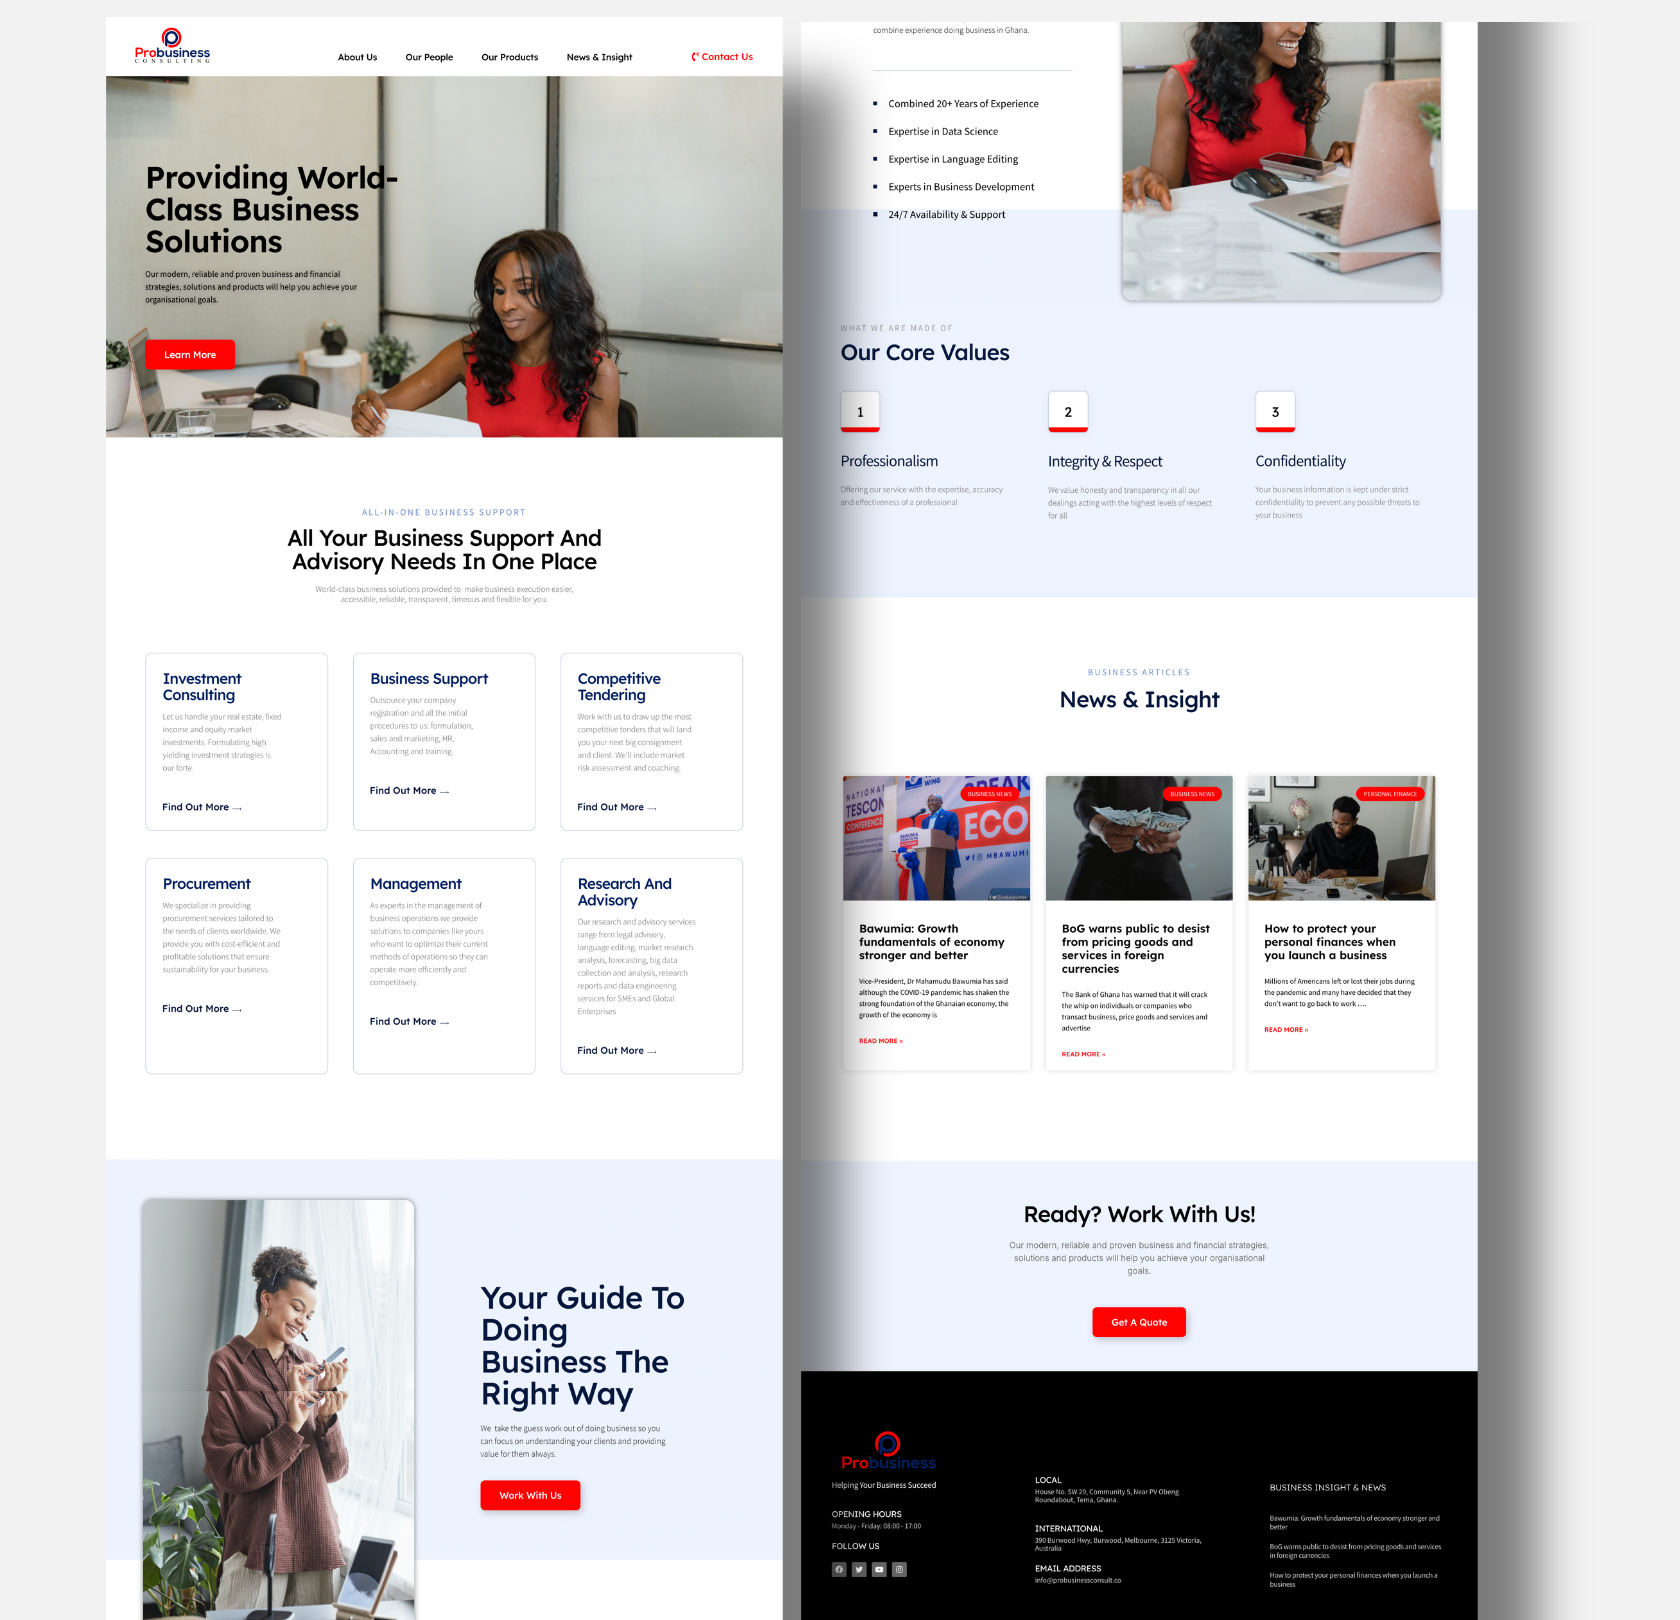 Probusiness
CONSULTING
About Us
Our People
Our Products
News & Insight
Contact Us
Providing World-
Class Business
Solutions
Our modern, reliable and proven business and financial
strategies, solutions and products will help you achieve your
organisational goals.
Learn More
ALL-IN-ONE BUSINESS SUPPORT
All Your Business Support And
Advisory Needs In One Place
World-class business solutions provided to make business execution easier,
accessible, reliable, transparent, timeous and flexible for you.
Investment
Consulting
Let us handle your real estate, fixed
income and equity market
investments. Formulating high
yielding investment strategies is
our forte.
Find Out More →
Business Support
Outsource your company
registration and all the initial
procedures to us: formulation,
sales and marketing, HR,
Accounting and training.
Find Out More →
Competitive
Tendering
Work with us to draw up the most
competitive tenders that will land
you your next big consignment
and client. We'll include market
risk assessment and coaching.
Find Out More →
Procurement
We specialize in providing
procurement services tailored to
the needs of clients worldwide. We
provide you with cost-efficient and
profitable solutions that ensure
sustainability for your business.
Find Out More →
Management
As experts in the management of
business operations we provide
solutions to companies like yours
who want to optimize their current
methods of operations so they can
operate more efficiently and
competitively.
Find Out More →
Research And
Advisory
Our research and advisory services
range from legal advisory,
language editing, market research
analysis, forecasting, big data
collection and analysis, research
reports and data engineering
services for SMEs and Global
Enterprises
Find Out More →
Your Guide To
Doing
Business The
Right Way
We take the guess work out of doing business so you
can focus on understanding your clients and providing
value for them always.
Work With Us
combine experience doing business in Ghana.
Combined 20+ Years of Experience
Expertise in Data Science
Expertise in Language Editing
Experts in Business Development
24/7 Availability & Support
WHAT WE ARE MADE OF
Our Core Values
1
Professionalism
Offering our service with the expertise, accuracy
and effectiveness of a professional
2
Integrity & Respect
We value honesty and transparency in all our
dealings acting with the highest levels of respect
for all
3
Confidentiality
Your business information is kept under strict
confidentiality to prevent any possible threats to
your business
BUSINESS ARTICLES
News & Insight
WING
NATIONAL
TESCON
CONFERENCE
BREAK
ECO
BAWUMIA
MBAWUMI
BUSINESS NEWS
Bawumia: Growth
fundamentals of economy
stronger and better
Vice-President, Dr Mahamudu Bawumia has said
although the COVID-19 pandemic has shaken the
strong foundation of the Ghanaian economy, the
growth of the economy is
READ MORE »
BUSINESS NEWS
BoG warns public to desist
from pricing goods and
services in foreign
currencies
The Bank of Ghana has warned that it will crack
the whip on individuals or companies who
transact business, price goods and services and
advertise
READ MORE »
PERSONAL FINANCE
How to protect your
personal finances when
you launch a business
Millions of Americans left or lost their jobs during
the pandemic and many have decided that they
don't want to go back to work ....
READ MORE »
Ready? Work With Us!
Our modern, reliable and proven business and financial strategies,
solutions and products will help you achieve your organisational
goals.
Get A Quote
Probusiness
Helping Your Business Succeed
OPENING HOURS
Monday - Friday: 08:00 - 17:00
FOLLOW US
LOCAL
House No. SW 29, Community 5, Near PV Obeng
Roundabout, Tema, Ghana.
INTERNATIONAL
390 Burwood Hwy, Burwood, Melbourne, 3125 Victoria,
Australia
EMAIL ADDRESS
info@probusinessconsult.co
BUSINESS INSIGHT & NEWS
Bawumia: Growth fundamentals of economy stronger and
better
BoG warns public to desist from pricing goods and services
in foreign currencies
How to protect your personal finances when you launch a
business